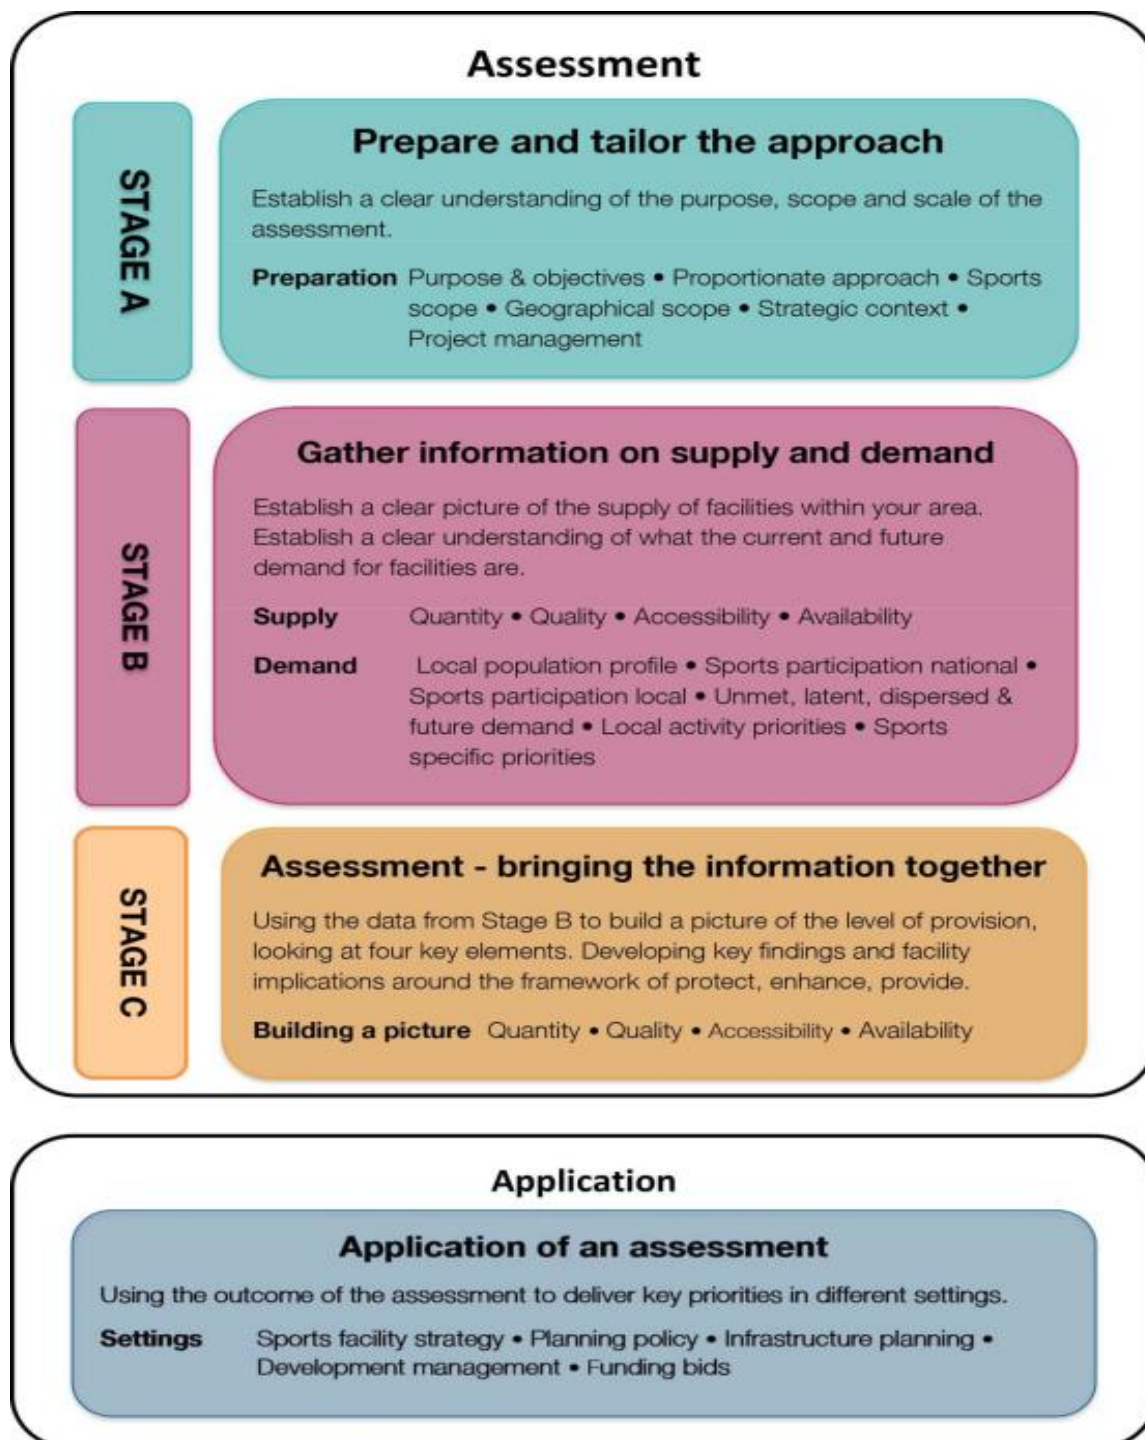 Assessment
STAGE A
Prepare and tailor the approach
Establish a clear understanding of the purpose, scope and scale of the
assessment.
Preparation Purpose & objectives • Proportionate approach • Sports
scope • Geographical scope • Strategic context •
Project management
STAGE B
Gather information on supply and demand
Establish a clear picture of the supply of facilities within your area.
Establish a clear understanding of what the current and future
demand for facilities are.
Supply Quantity • Quality • Accessibility • Availability
Demand Local population profile • Sports participation national •
Sports participation local • Unmet, latent, dispersed &
future demand • Local activity priorities • Sports
specific priorities
STAGE C
Assessment - bringing the information together
Using the data from Stage B to build a picture of the level of provision,
looking at four key elements. Developing key findings and facility
implications around the framework of protect, enhance, provide.
Building a picture Quantity • Quality • Accessibility • Availability
Application
Application of an assessment
Using the outcome of the assessment to deliver key priorities in different settings.
Settings Sports facility strategy • Planning policy • Infrastructure planning •
Development management • Funding bids